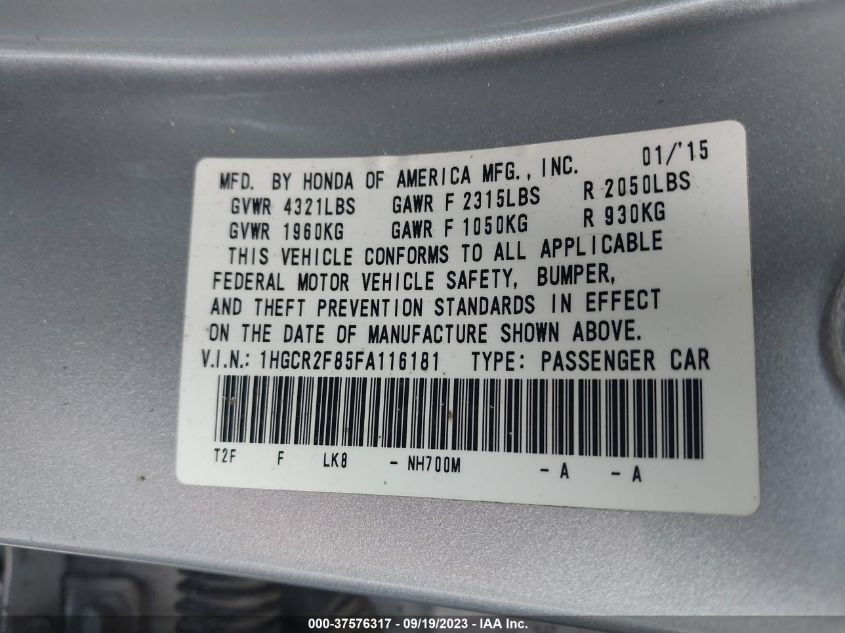 MFD. BY HONDA OF AMERICA MFG., INC. 01/'15
GVWR 4321LBS GAWR F 2315LBS R 2050LBS
GVWR 1960KG GAWR F 1050KG R 930KG
THIS VEHICLE CONFORMS TO ALL APPLICABLE
FEDERAL MOTOR VEHICLE SAFETY, BUMPER,
AND THEFT PREVENTION STANDARDS IN EFFECT
ON THE DATE OF MANUFACTURE SHOWN ABOVE.
V.I.N.: 1HGCR2F85FA116181 TYPE: PASSENGER CAR
T2F F LK8 - NH700M - A - A
000-37576317 - 09/19/2023 - IAA Inc.